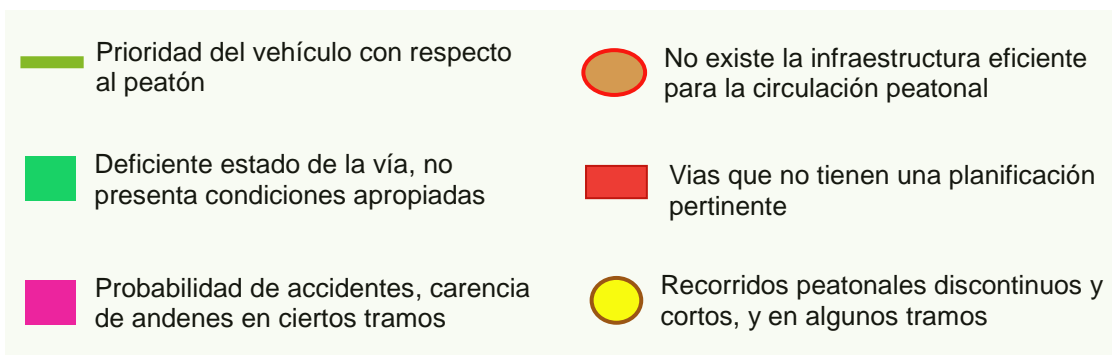 Prioridad del vehículo con respecto
al peatón
Deficiente estado de la vía, no
presenta condiciones apropiadas
Probabilidad de accidentes, carencia
de andenes en ciertos tramos
No existe la infraestructura eficiente
para la circulación peatonal
Vias que no tienen una planificación
pertinente
Recorridos peatonales discontinuos y
cortos, y en algunos tramos